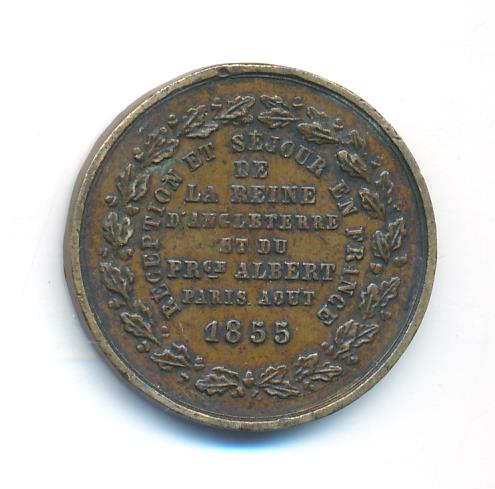 RÉCEPTION ET SÉJOUR EN FRANCE
DE
LA REINE
D'ANGLETERRE
ET DU
PRCE ALBERT
PARIS. AOUT
1855